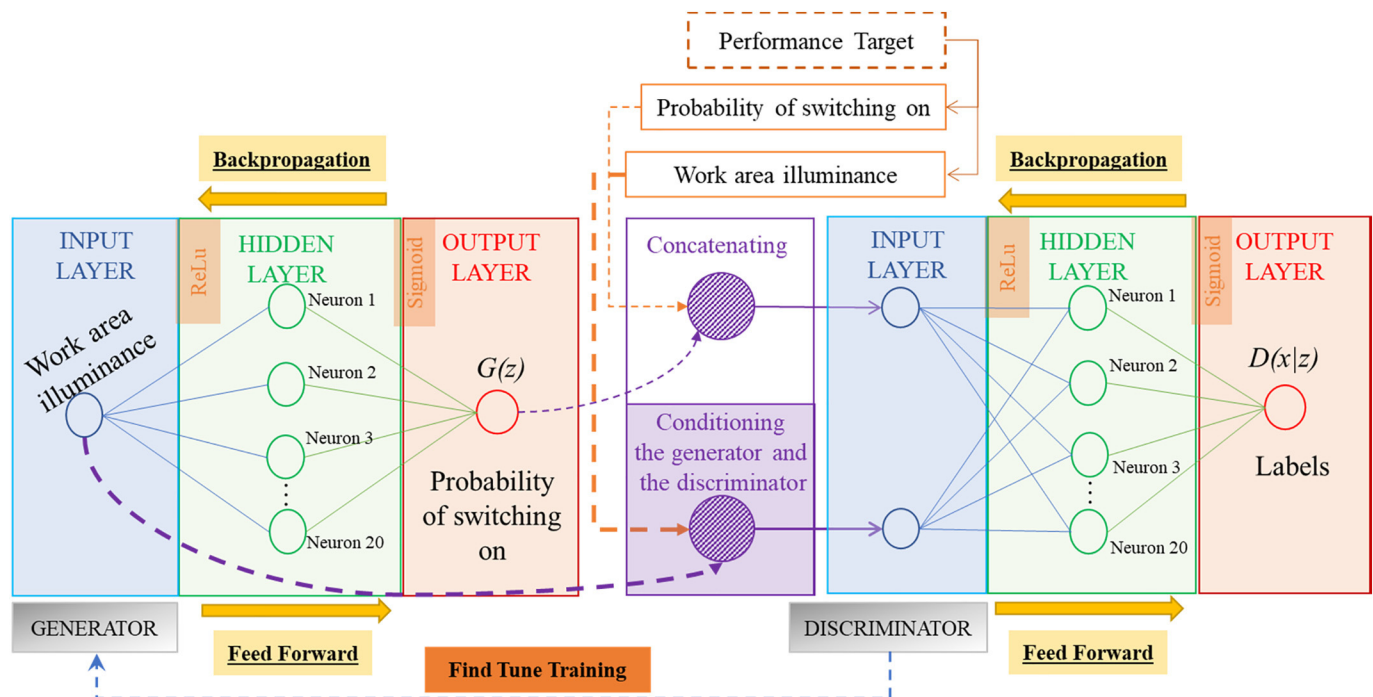 Performance Target
Probability of switching on
Work area illuminance
Backpropagation
INPUT
LAYER
ReLu
HIDDEN
LAYER
Sigmoid
OUTPUT
LAYER
Work area
illuminance
Neuron 1
Neuron 2
Neuron 3
Neuron 20
G(z)
Probability
of switching
on
GENERATOR
Feed Forward
Concatenating
Conditioning
the generator and
the discriminator
Find Tune Training
Backpropagation
INPUT
LAYER
ReLu
HIDDEN
LAYER
Sigmoid
OUTPUT
LAYER
Neuron 1
Neuron 2
Neuron 3
Neuron 20
D(x|z)
Labels
DISCRIMINATOR
Feed Forward